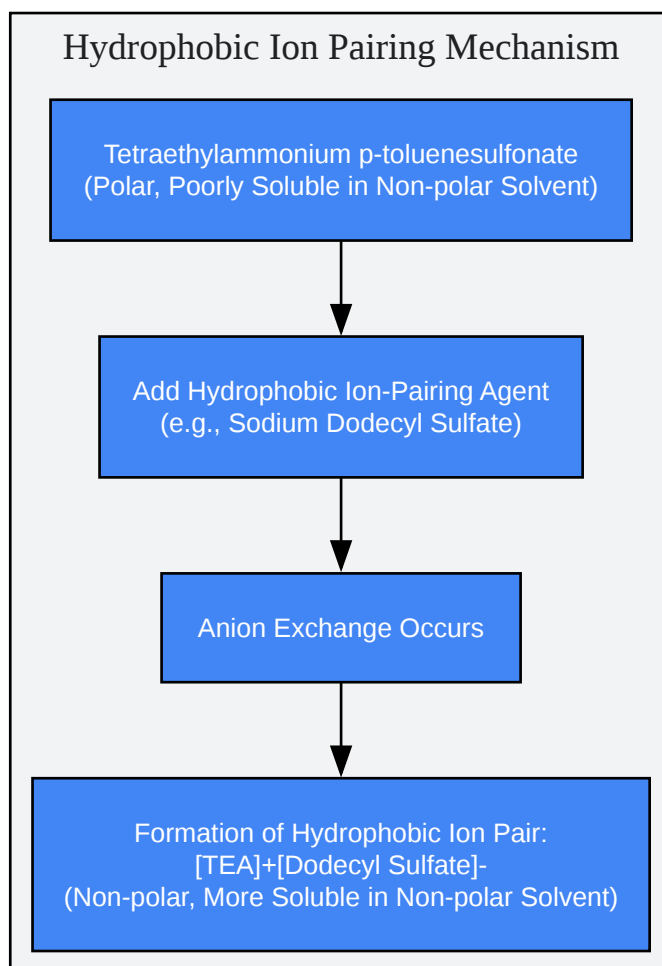 Hydrophobic Ion Pairing Mechanism
Tetraethylammonium p-toluenesulfonate
(Polar, Poorly Soluble in Non-polar Solvent)
Add Hydrophobic Ion-Pairing Agent
(e.g., Sodium Dodecyl Sulfate)
Anion Exchange Occurs
Formation of Hydrophobic Ion Pair:
[TEA]+[Dodecyl Sulfate]-
(Non-polar, More Soluble in Non-polar Solvent)